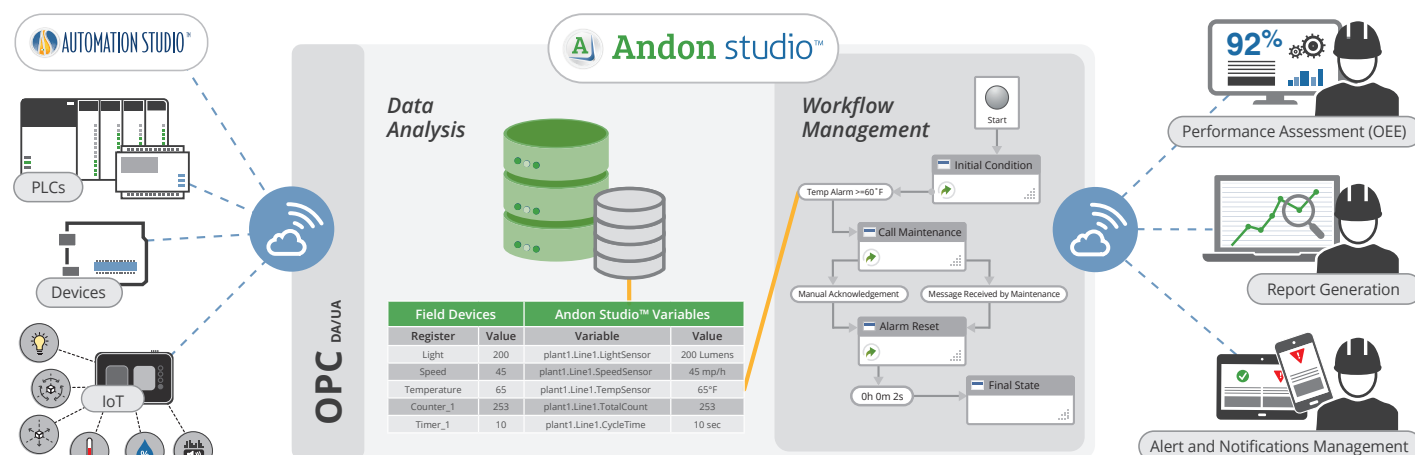 AUTOMATION STUDIO™
PLCs
Devices
IoT
%
OPC DA/UA
A Andon studio™
Data
Analysis
Field Devices Andon Studio™ Variables
Register Value Variable Value
Light 200 plant1.Line1.LightSensor 200 Lumens
Speed 45 plant1.Line1.SpeedSensor 45 mp/h
Temperature 65 plant1.Line1.TempSensor 65°F
Counter_1 253 plant1.Line1.TotalCount 253
Timer_1 10 plant1.Line1.CycleTime 10 sec
Workflow
Management
Start
Initial Condition
Temp Alarm >=60˚F
Call Maintenance
Manual Acknowledgement
Message Received by Maintenance
Alarm Reset
0h 0m 2s
Final State
92%
Performance Assessment (OEE)
Report Generation
Alert and Notifications Management